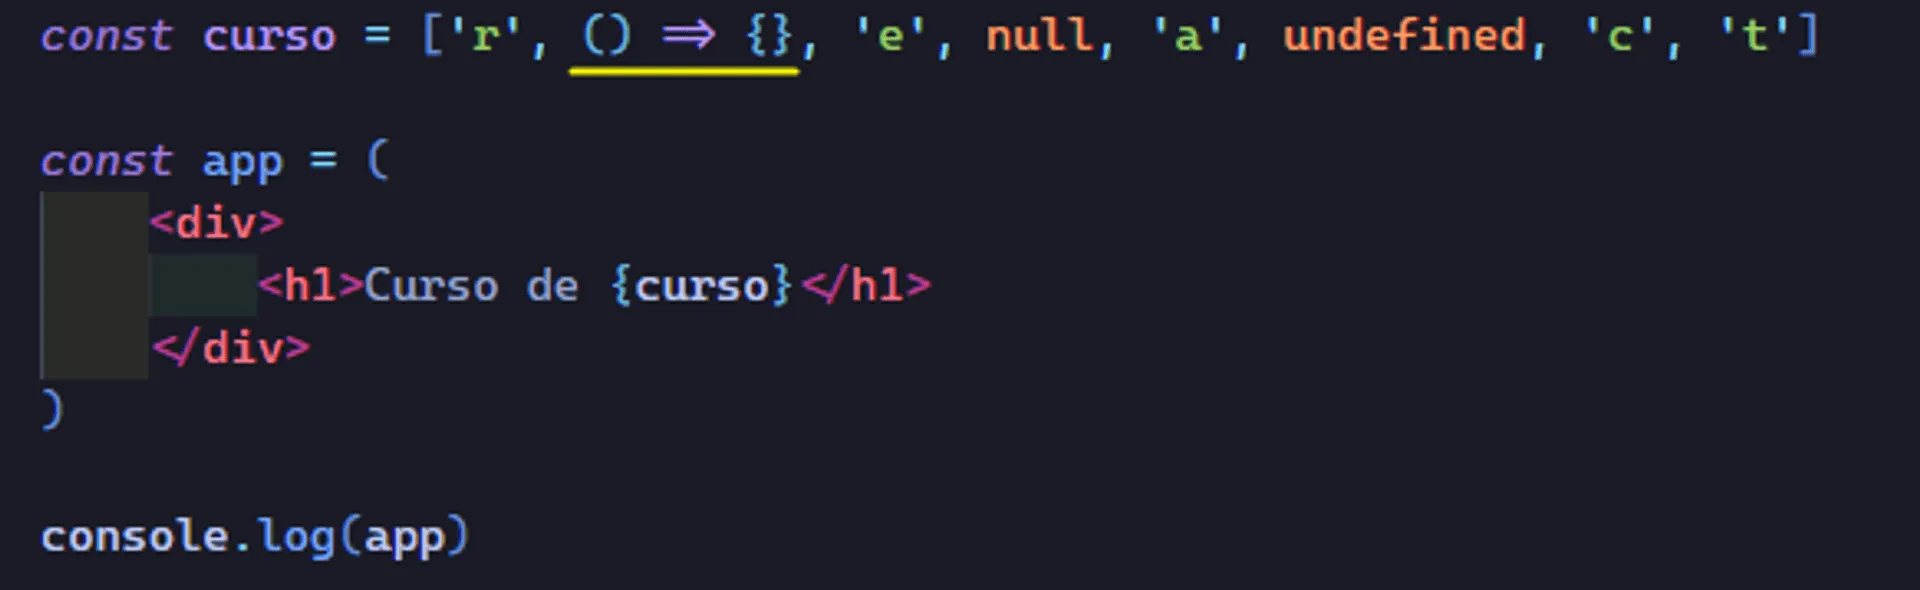 const curso = ['r', () => {}, 'e', null, 'a', undefined, 'c', 't']
const app = (
<div>
<h1>Curso de {curso}</h1>
</div>
)
console.log(app)